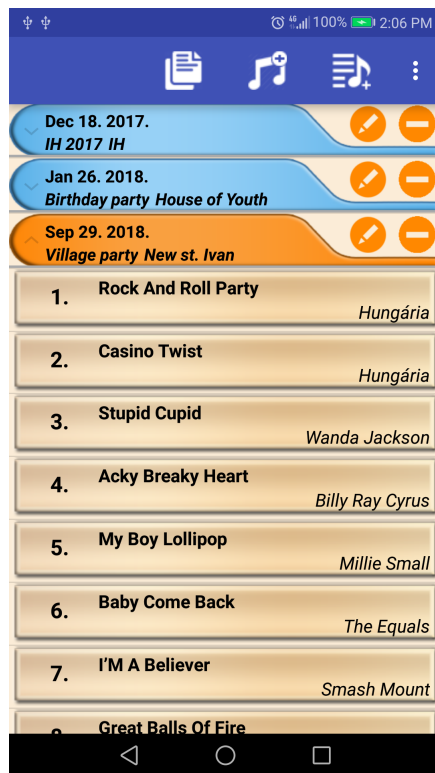 4G 100% 2:06 PM
Dec 18. 2017.
IH 2017 IH
Jan 26. 2018.
Birthday party House of Youth
Sep 29. 2018.
Village party New st. Ivan
1. Rock And Roll Party
Hungária
2. Casino Twist
Hungária
3. Stupid Cupid
Wanda Jackson
4. Acky Breaky Heart
Billy Ray Cyrus
5. My Boy Lollipop
Millie Small
6. Baby Come Back
The Equals
7. I'M A Believer
Smash Mount
8. Great Balls Of Fire